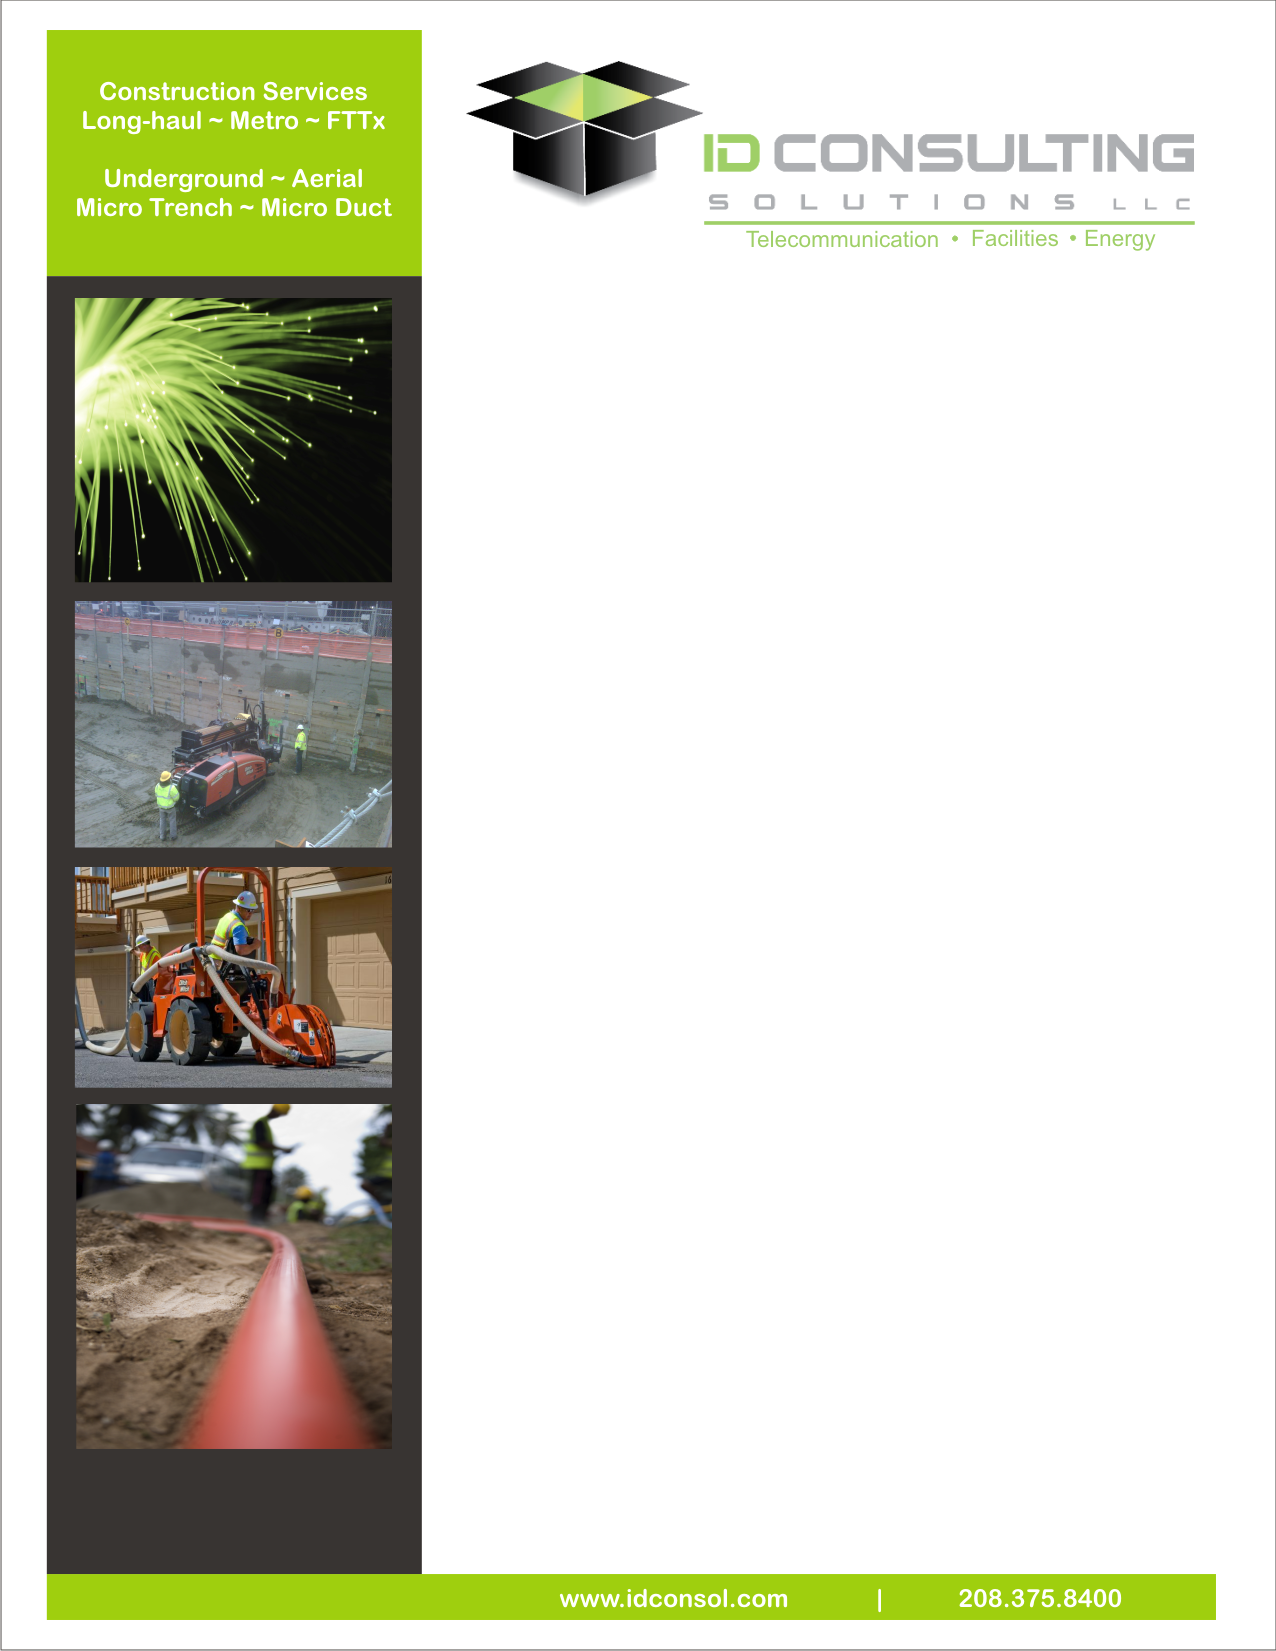 Construction Services
Long-haul ~ Metro ~ FTTx
Underground ~ Aerial
Micro Trench ~ Micro Duct
ID CONSULTING
SOLUTIONS LLC
Telecommunication • Facilities • Energy
www.idconsol.com | 208.375.8400